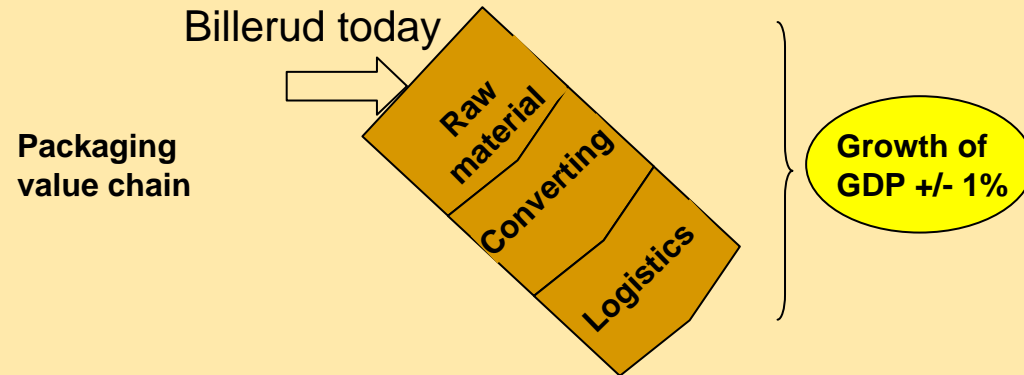 Billerud today
Packaging
value chain
Raw
material
Converting
Logistics
Growth of
GDP +/- 1%